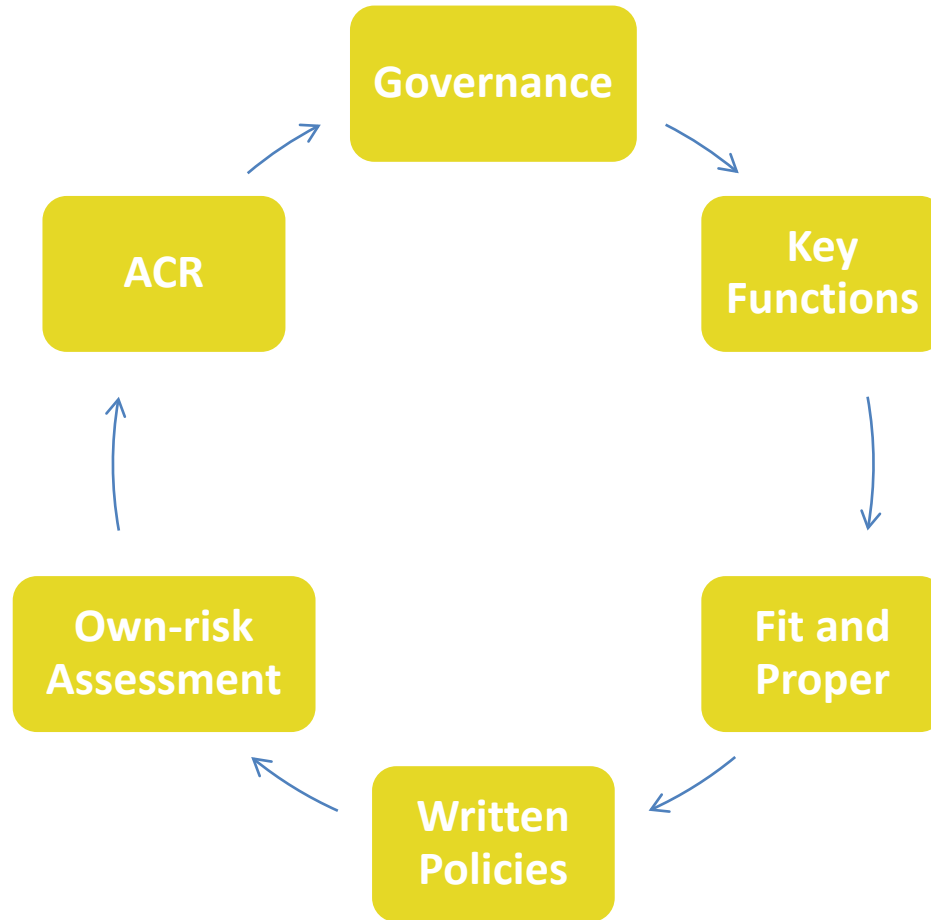 Governance
Key
Functions
Fit and
Proper
Written
Policies
Own-risk
Assessment
ACR